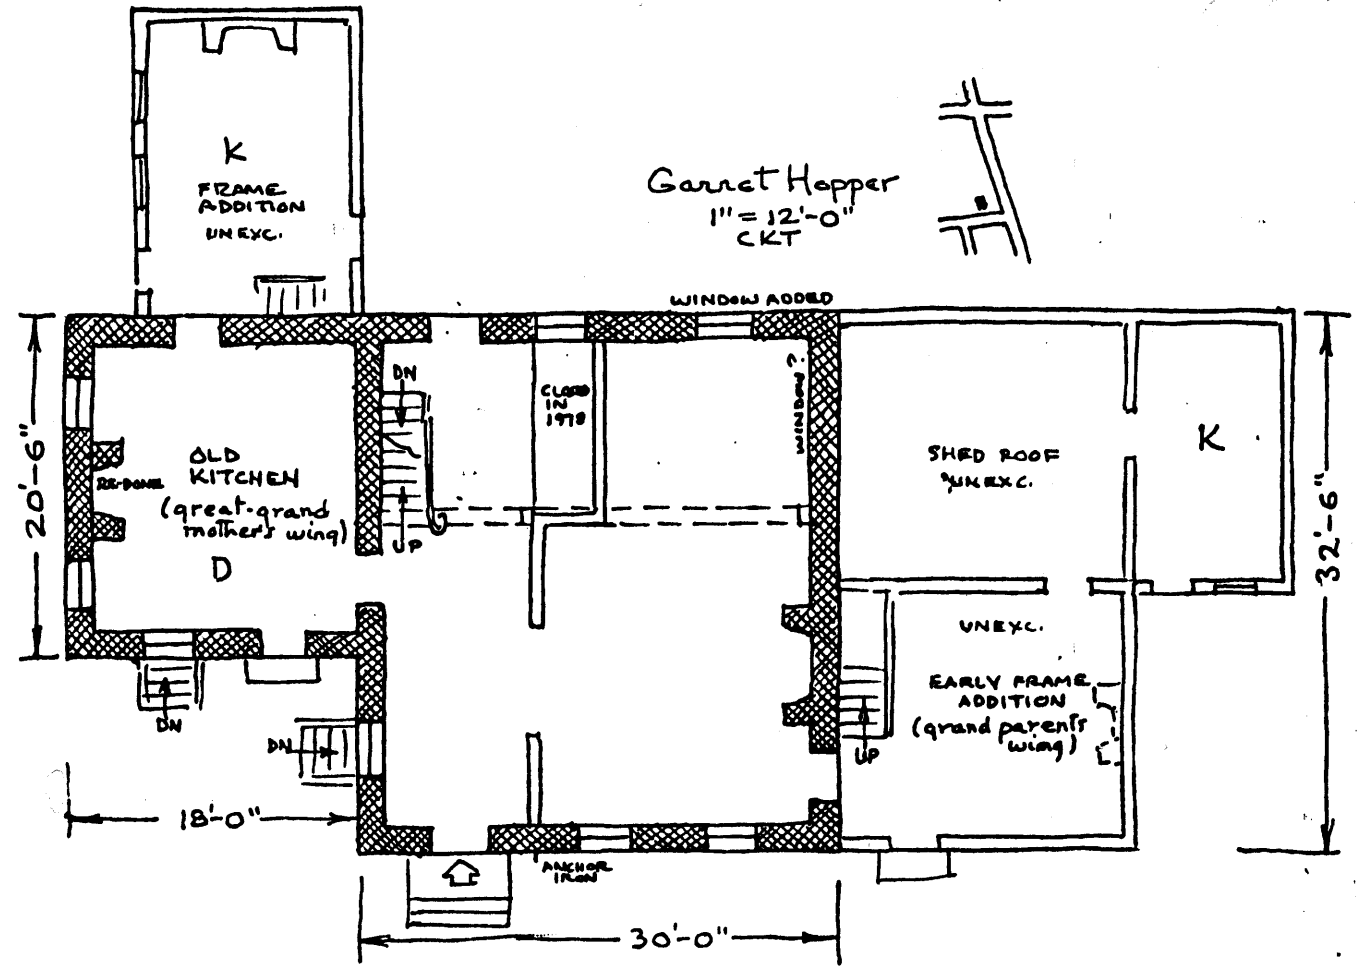 K
FRAME
ADDITION
UNEXC.
Garret Hopper
1" = 12'-0"
CKT
WINDOW ADDED
DN
CLOSED
IN
1978
WINDOW ?
20'-6"
OLD
KITCHEN
RE-DONE
(great-grand
mother's wing)
D
UP
SHED ROOF
UNEXC.
K
32'-6"
UNEXC.
EARLY FRAME
ADDITION
(grand parents
wing)
UP
DN
DN
18'-0"
ANCHOR
IRON
30'-0"